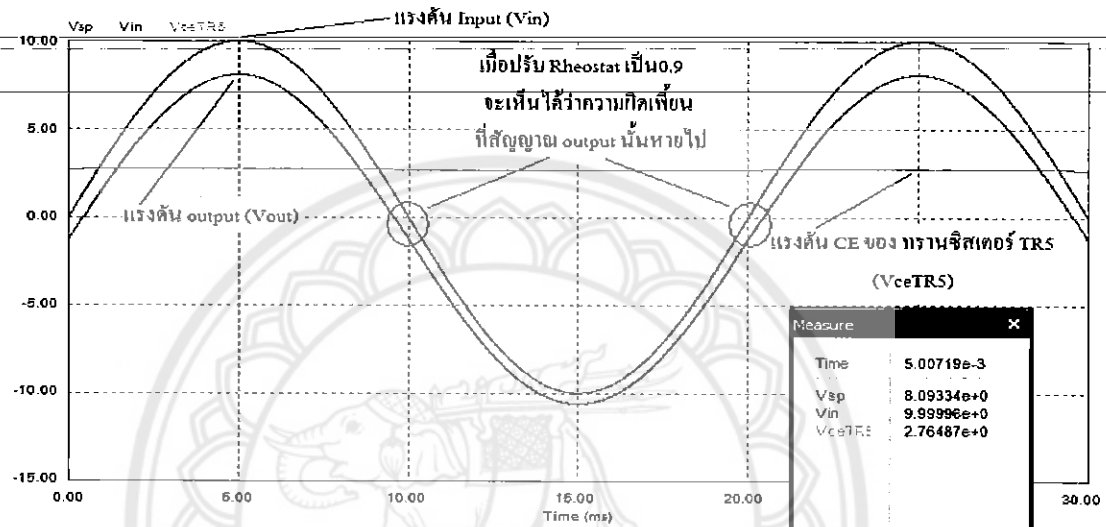 Vsp Vin VceTR5
แรงดัน Input (Vin)
10.00
5.00
0.00
-5.00
-10.00
-15.00
เมื่อปรับ Rheostat เป็น0.9
จะเห็นได้ว่าความผิดเพี้ยน
ที่สัญญาณ output นั้นหายไป
แรงดัน output (Vout)
แรงดัน CE ของ ทรานซิสเตอร์ TR5
(VceTR5)
Measure ×
Time 5.00719e-3
Vsp 8.09334e+0
Vin 9.99996e+0
VceTR5 2.76487e+0
0.00 5.00 10.00 15.00 20.00 30.00
Time (ms)